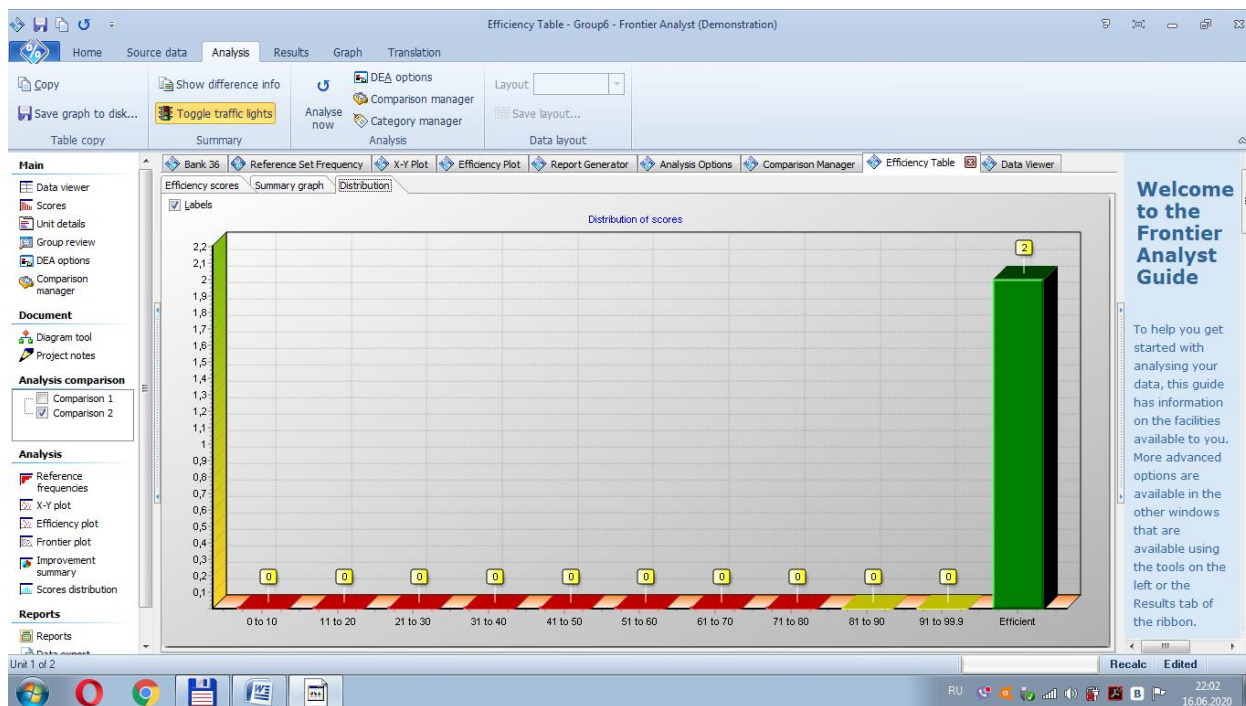 Efficiency Table - Group6 - Frontier Analyst (Demonstration)
Home Source data Analysis Results Graph Translation
Copy
Save graph to disk...
Table copy
Show difference info
Toggle traffic lights
Summary
Analyse now
DEA options
Comparison manager
Category manager
Analysis
Layout
Save layout...
Data layout
Main
Data viewer
Scores
Unit details
Group review
DEA options
Comparison
manager
Document
Diagram tool
Project notes
Analysis comparison
Comparison 1
Comparison 2
Analysis
Reference
frequencies
X-Y plot
Efficiency plot
Frontier plot
Improvement
summary
Scores distribution
Reports
Reports
Data export
Bank 36 Reference Set Frequency X-Y Plot Efficiency Plot Report Generator Analysis Options Comparison Manager Efficiency Table Data Viewer
Efficiency scores Summary graph Distribution
Labels
Distribution of scores
2,2
2,1
2
1,9
1,8
1,7
1,6
1,5
1,4
1,3
1,2
1,1
1
0,9
0,8
0,7
0,6
0,5
0,4
0,3
0,2
0,1
0 0 0 0 0 0 0 0 0 0 2
0 to 10 11 to 20 21 to 30 31 to 40 41 to 50 51 to 60 61 to 70 71 to 80 81 to 90 91 to 99.9 Efficient
Welcome
to the
Frontier
Analyst
Guide
To help you get
started with
analysing your
data, this guide
has information
on the facilities
available to you.
More advanced
options are
available in the
other windows
that are
available using
the tools on the
left or the
Results tab of
the ribbon.
Unit 1 of 2
Recalc Edited
RU
22:02
16.06.2020